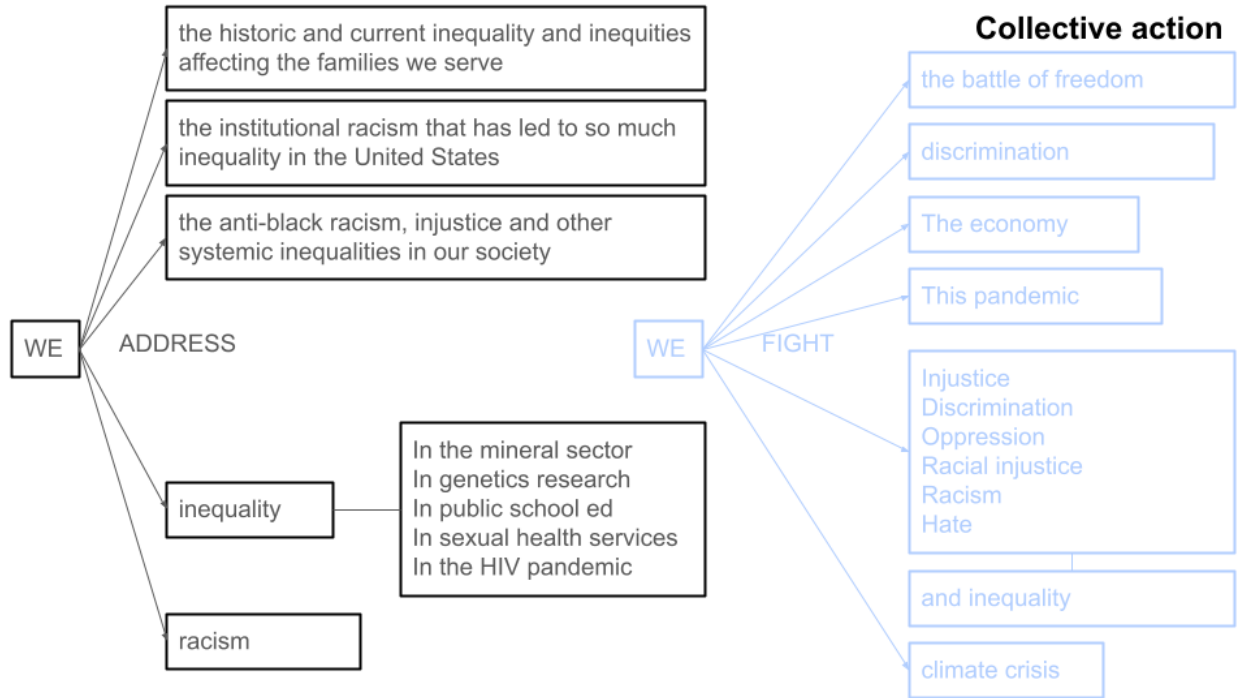 Collective action
the historic and current inequality and inequities
affecting the families we serve
the institutional racism that has led to so much
inequality in the United States
the anti-black racism, injustice and other
systemic inequalities in our society
WE
ADDRESS
inequality
In the mineral sector
In genetics research
In public school ed
In sexual health services
In the HIV pandemic
racism
WE
FIGHT
the battle of freedom
discrimination
The economy
This pandemic
Injustice
Discrimination
Oppression
Racial injustice
Racism
Hate
and inequality
climate crisis